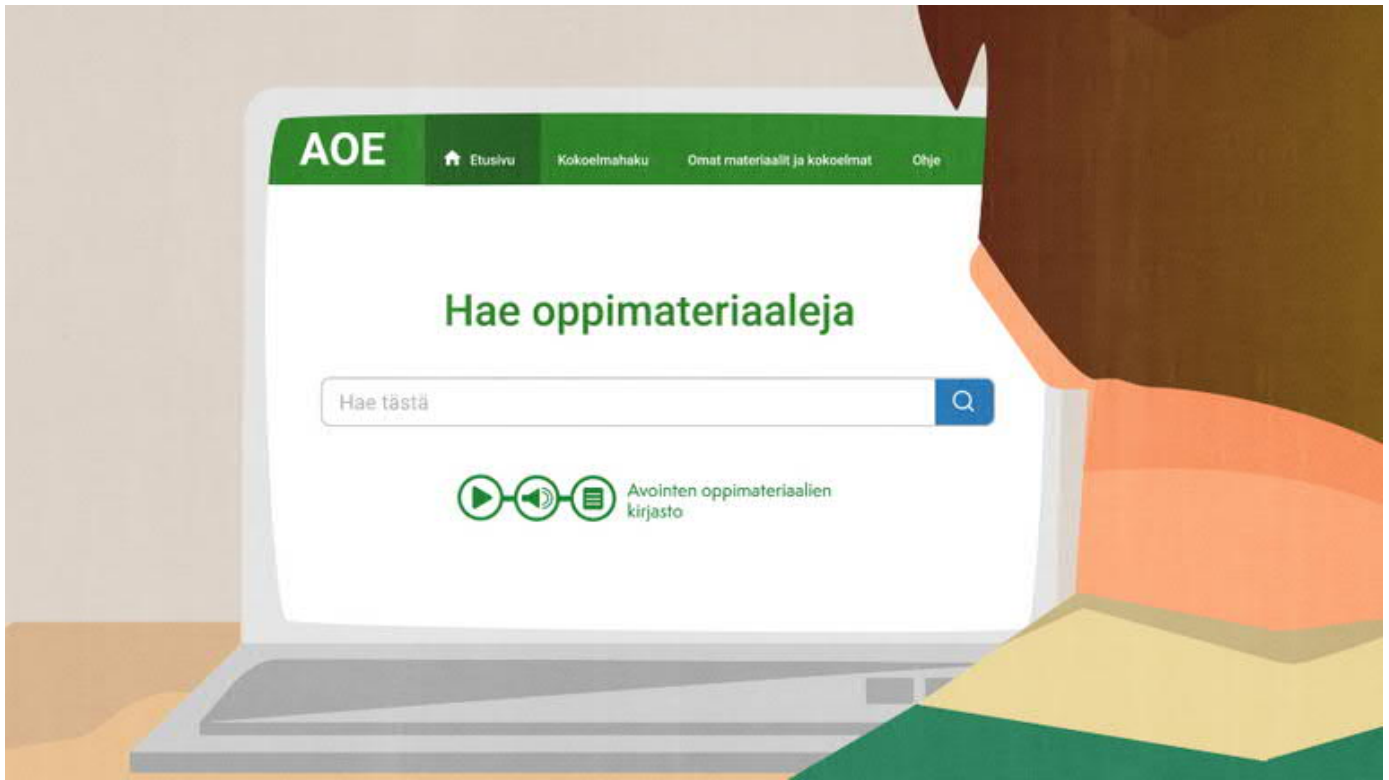 AOE
Etusivu Kokoelmahaku Omat materiaalit ja kokoelmat Ohje
Hae oppimateriaaleja
Hae tästä
Avointen oppimateriaalien
kirjasto